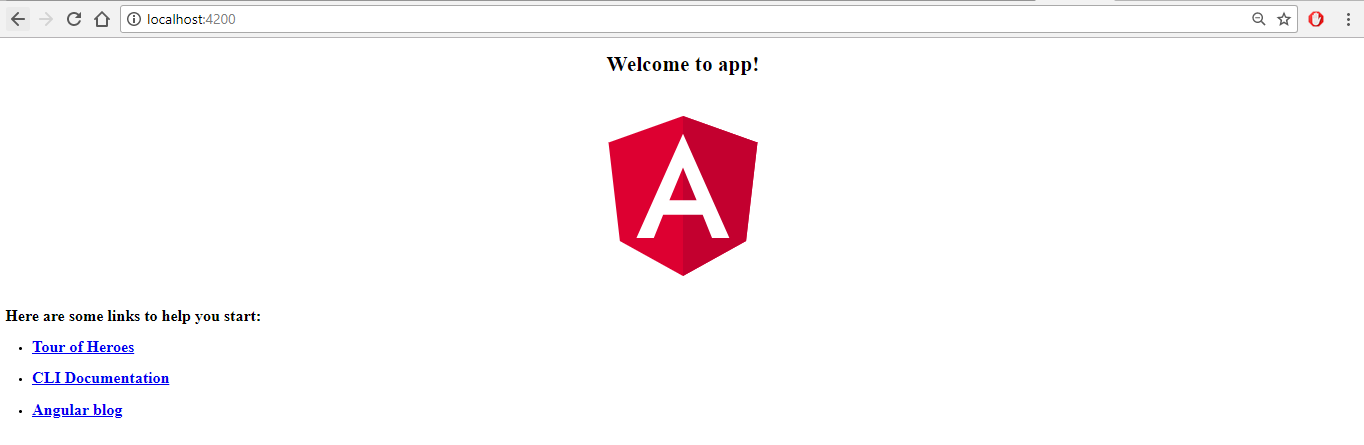 localhost:4200
Welcome to app!
A
Here are some links to help you start:
Tour of Heroes
CLI Documentation
Angular blog